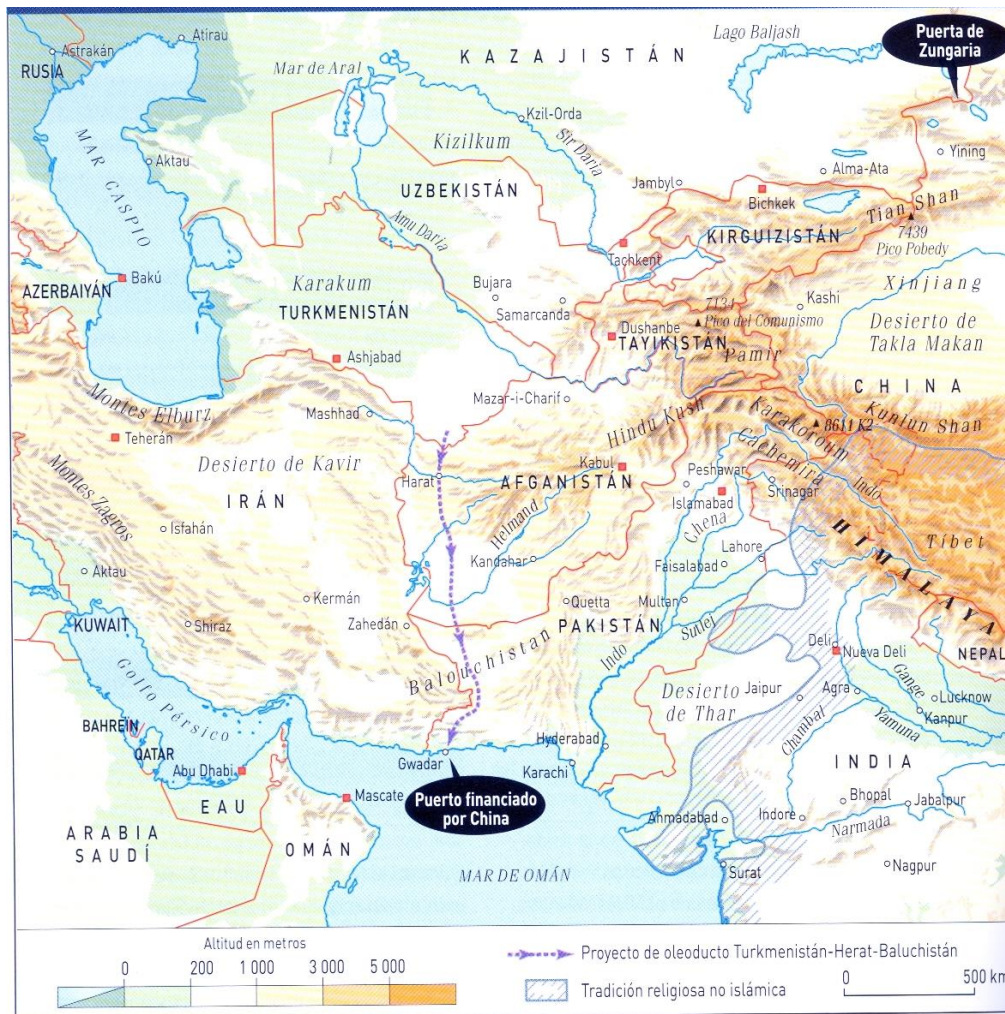 Puerta de
Zungaria
Lago Baljash
KAZAJISTÁN
Atirau
Astrakán
RUSIA
Mar de Aral
Kzil-Orda
Kizilkum
Sir Daria
MAR CASPIO
Aktau
Yining
Alma-Ata
Jambyl
Bichkek
UZBEKISTÁN
Tian Shan
7439
Pico Pobedy
KIRGUIZISTÁN
Amu Daria
Tachkent
Bakú
AZERBAIYÁN
Karakum
TURKMENISTÁN
Bujara
Samarcanda
Kashi
Xinjiang
7134
Pico del Comunismo
Dushanbe
TAYIKISTÁN
Desierto de
Takla Makan
Pamir
Ashjabad
CHINA
Montes Elburz
Mashhad
Mazar-i-Charif
Hindu Kush
Karakoroum
8611 K2
Kunlun Shan
Teherán
Desierto de Kavir
IRÁN
Harat
AFGANISTÁN
Kabul
Peshawar
Cachemira
Islamabad
Srinagar
Indo
Montes Zagros
Isfahán
Helmand
Chena
HIMALAYA
Tíbet
Kandahar
Lahore
Faisalabad
Aktau
Kermán
Quetta
Multan
KUWAIT
Shiraz
Zahedán
PAKISTÁN
Sutlej
Balouchistan
Indo
Deli
Nueva Deli
NEPAL
Golfo Pérsico
Desierto
de Thar
Jaipur
Agra
Gange
Lucknow
Kanpur
Chambal
Yamuna
BAHREÏN
QATAR
Abu Dhabi
Gwadar
Hyderabad
Karachi
INDIA
EAU
Mascate
Puerto financiado
por China
Bhopal
Jabalpur
ARABIA
SAUDÍ
OMÁN
Ahmadabad
Indore
Narmada
MAR DE OMÁN
Surat
Nagpur
Altitud en metros
0 200 1 000 3 000 5 000
Proyecto de oleoducto Turkmenistán-Herat-Baluchistán
Tradición religiosa no islámica
0 500 km